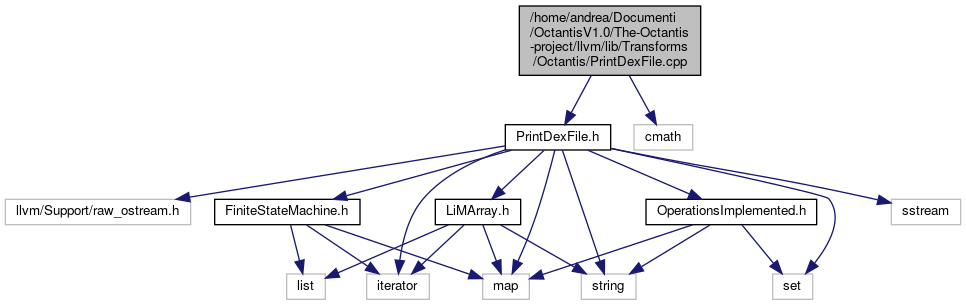 /home/andrea/Documenti
/OctantisV1.0/The-Octantis
-project/llvm/lib/Transforms
/Octantis/PrintDexFile.cpp
PrintDexFile.h
cmath
llvm/Support/raw_ostream.h
FiniteStateMachine.h
LiMArray.h
OperationsImplemented.h
sstream
list
iterator
map
string
set